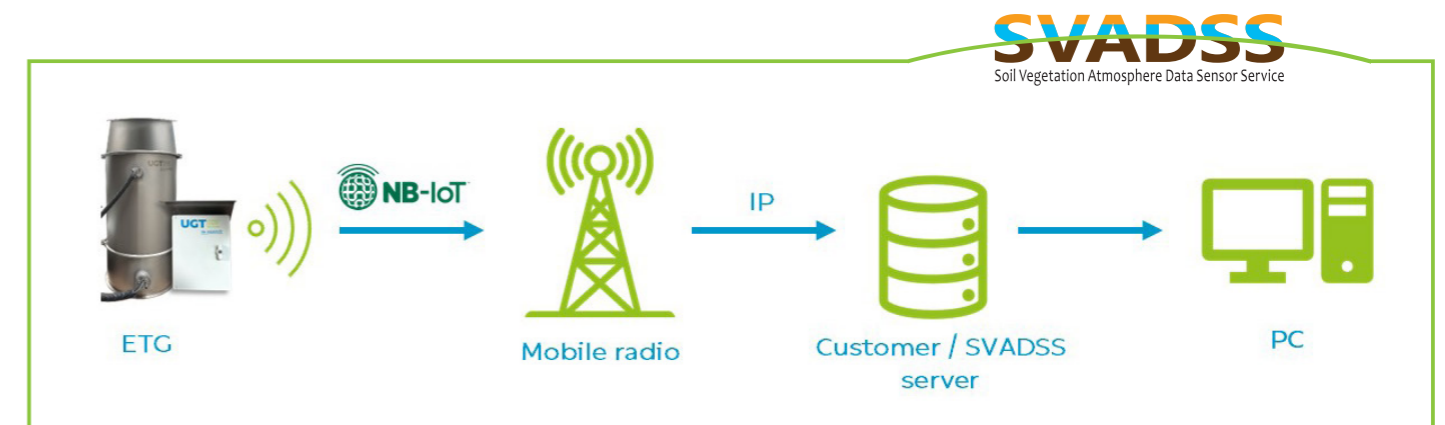 SVADSS
Soil Vegetation Atmosphere Data Sensor Service
NB-IoT
IP
UGT
UGT
ETG
Mobile radio
Customer / SVADSS
server
PC